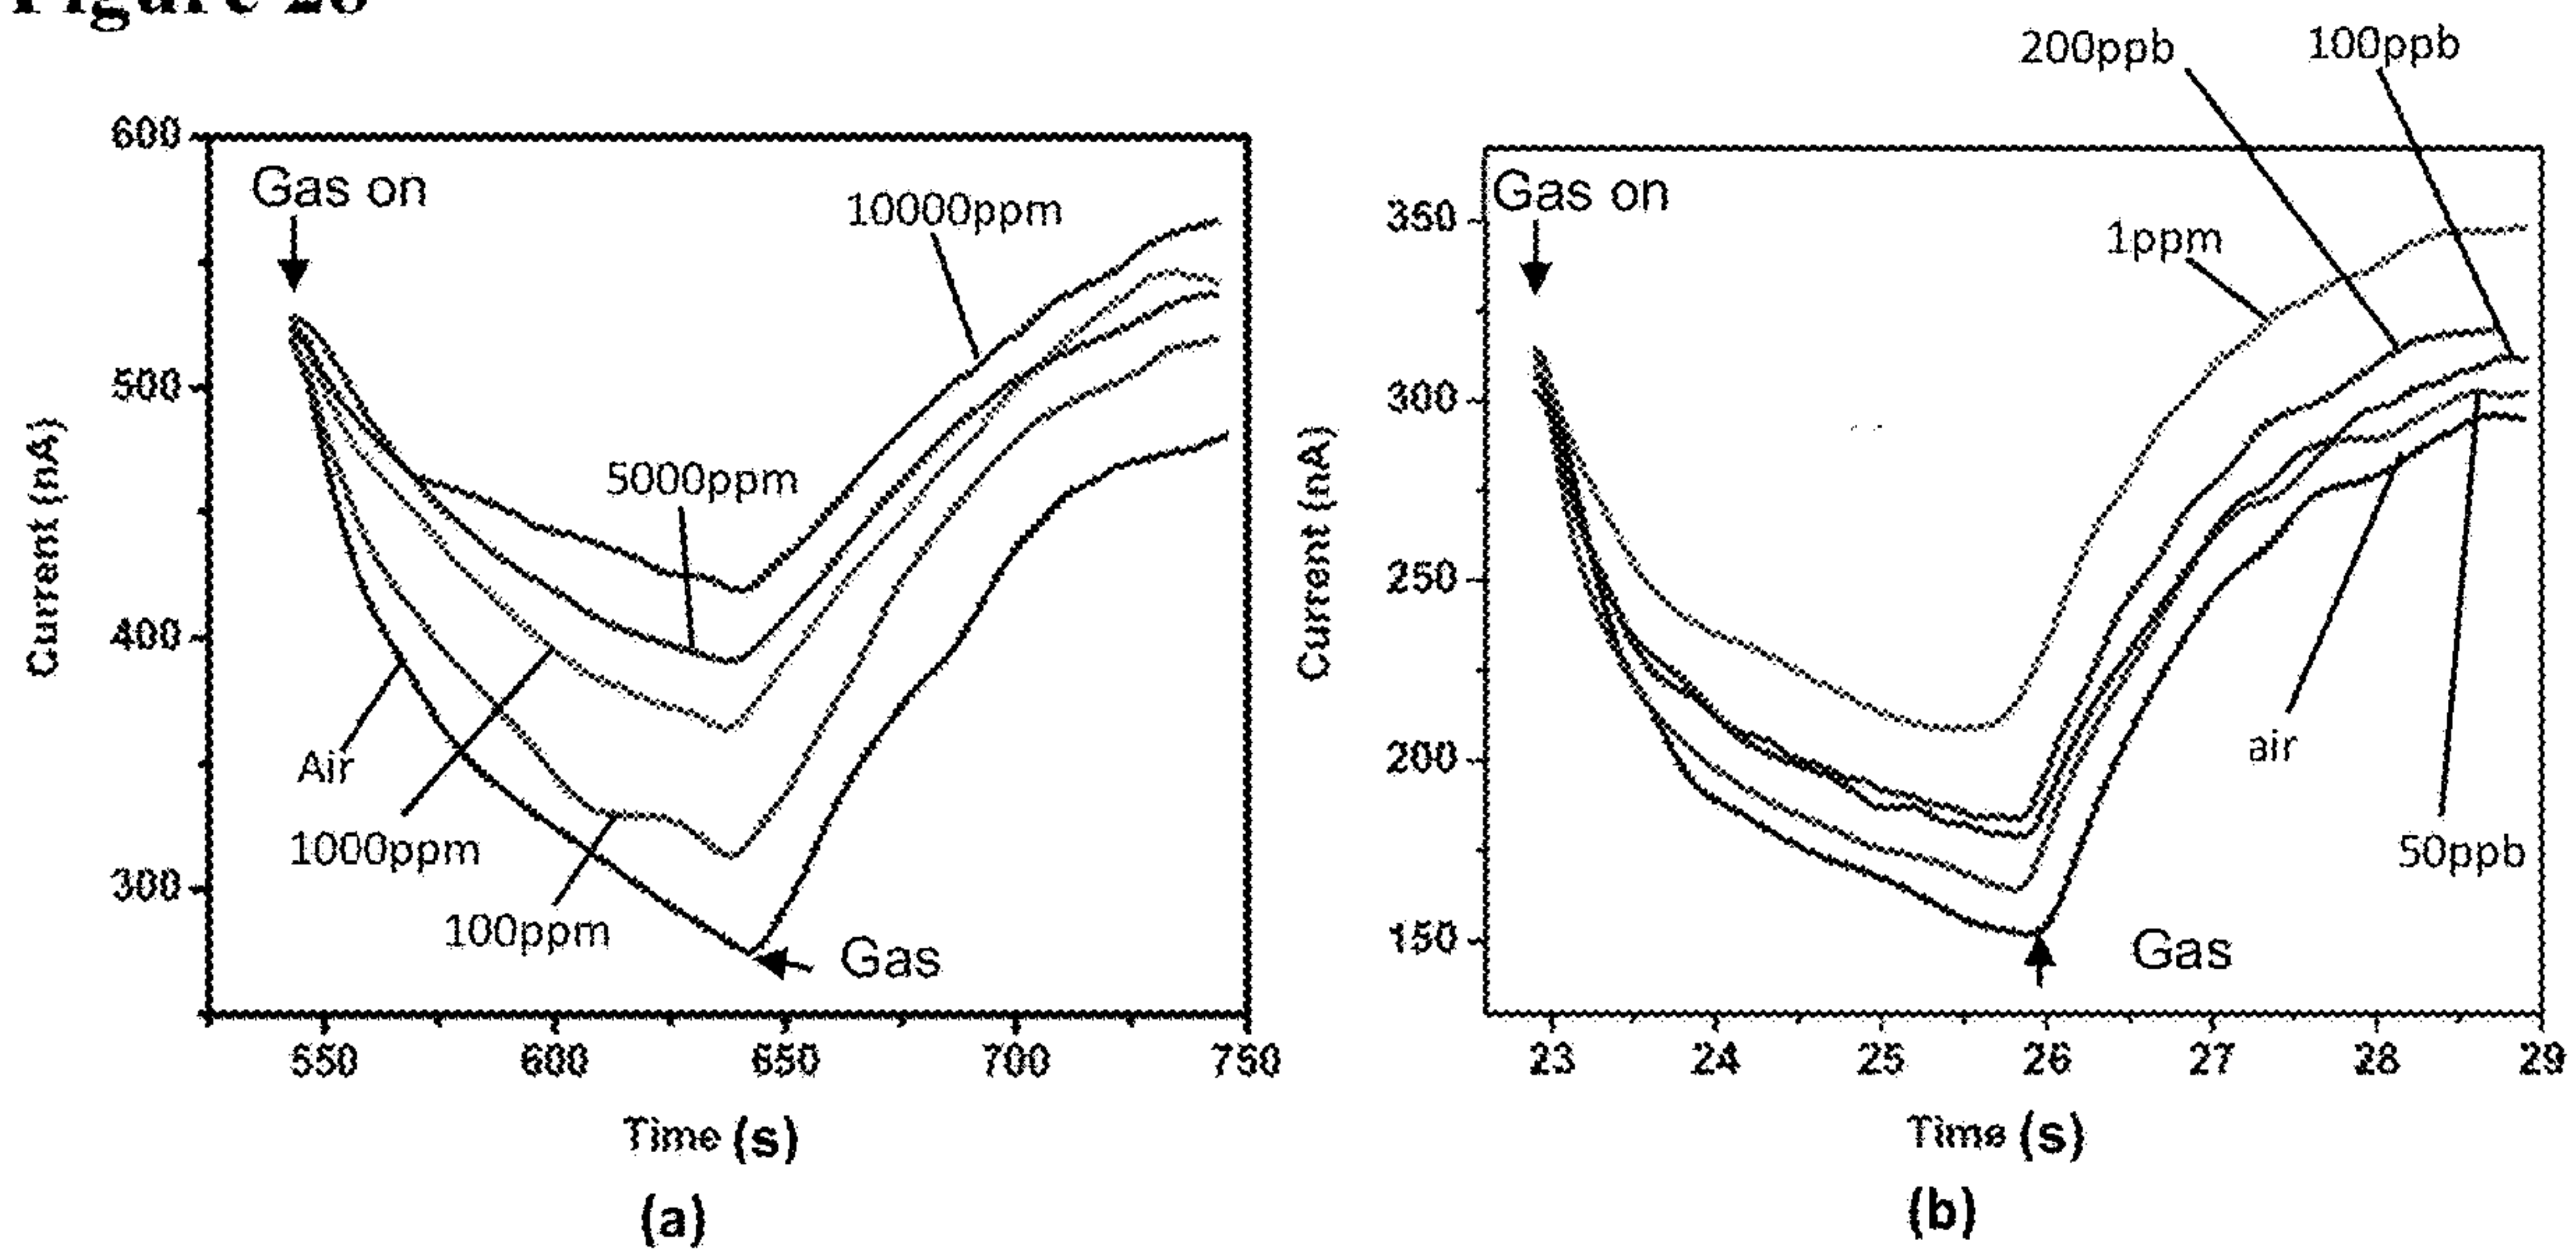 Gas on
10000ppm
5000ppm
Air
1000ppm
100ppm
Gas
600
500
400
300
550
600
650
700
750
Current (nA)
Time (s)
(a)
200ppb
100ppb
Gas on
1ppm
air
50ppb
Gas
350
300
250
200
150
23
24
25
26
27
28
29
Current (nA)
Time (s)
(b)